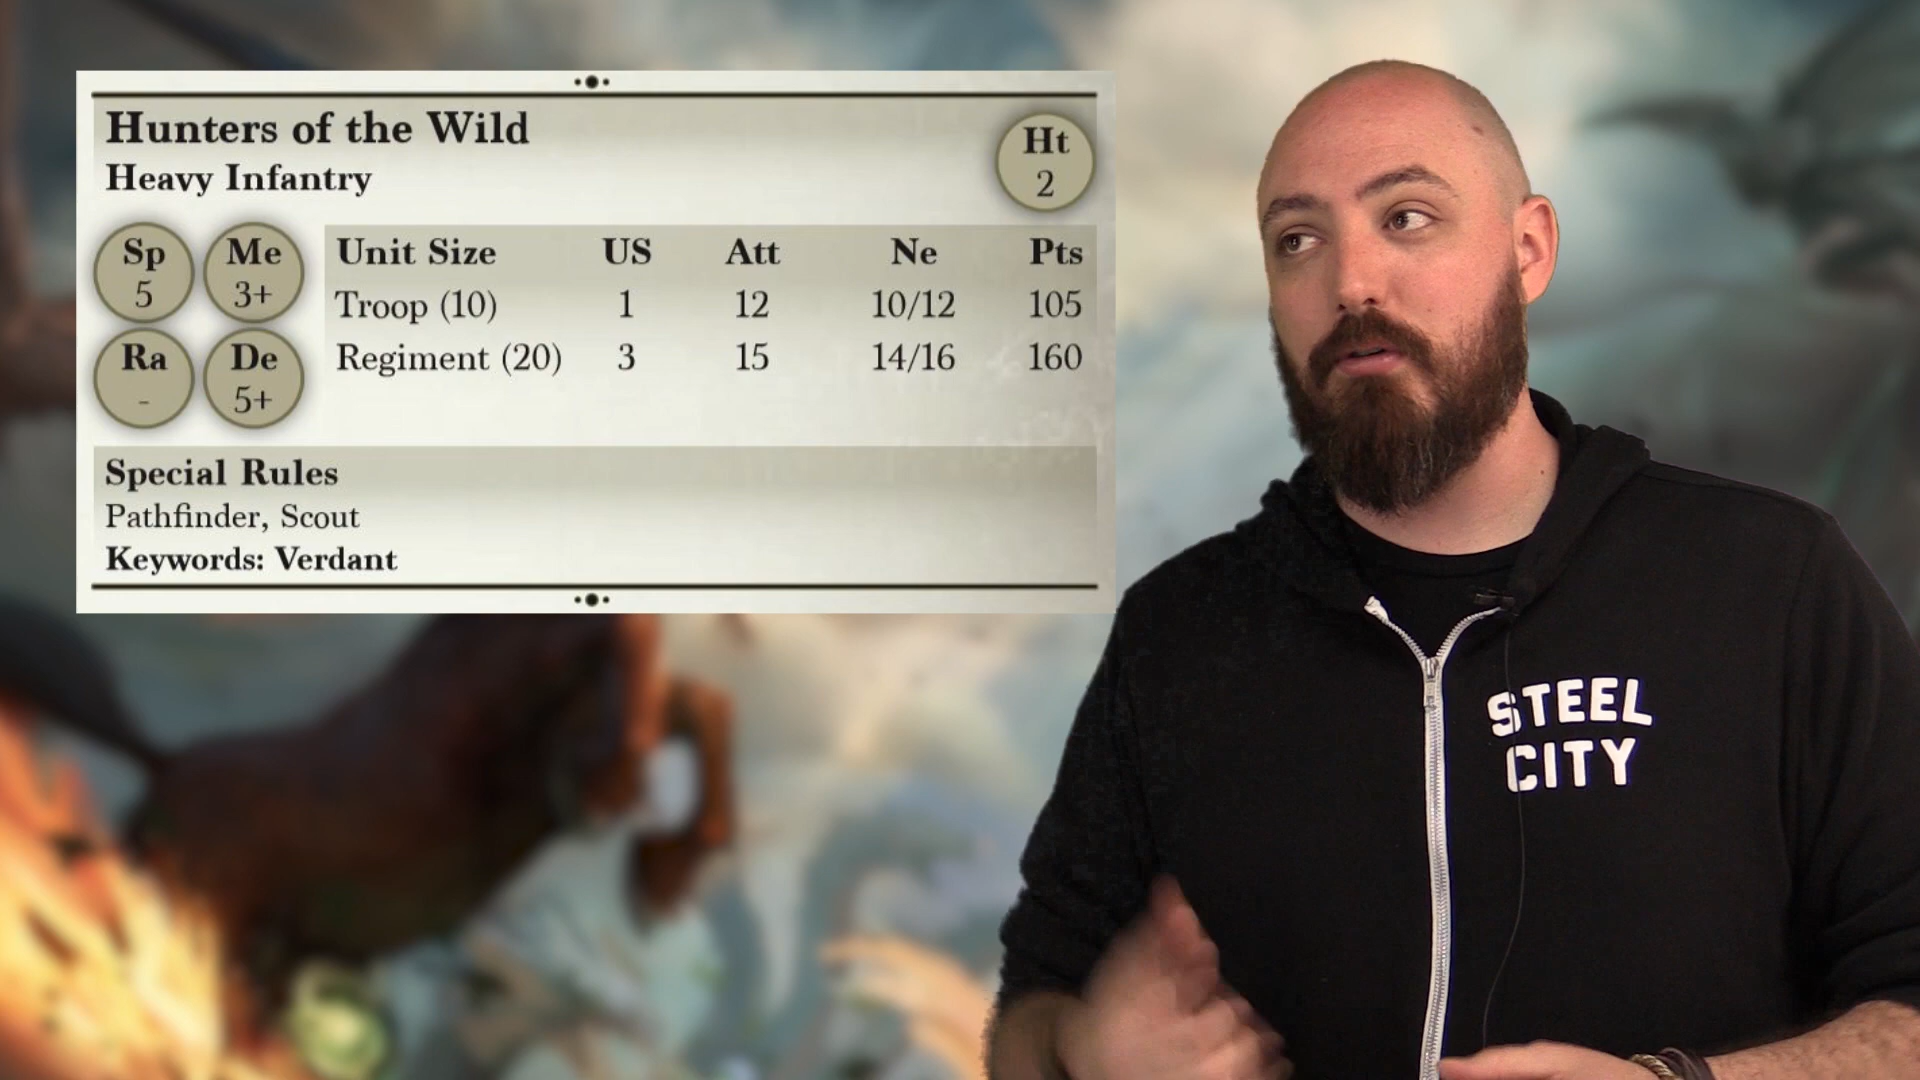 Hunters of the Wild
Heavy Infantry
Ht
2
Sp
5
Me
3+
Ra
-
De
5+
Unit Size US Att Ne Pts
Troop (10) 1 12 10/12 105
Regiment (20) 3 15 14/16 160
Special Rules
Pathfinder, Scout
Keywords: Verdant
STEEL
CITY